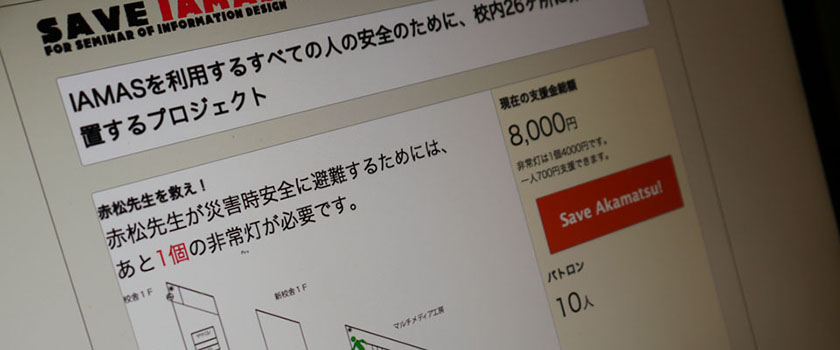 SAVE IAMAS
FOR SEMINAR OF INFORMATION DESIGN
IAMASを利用するすべての人の安全のために、校内26ケ所に
置するプロジェクト
赤松先生を救え！
赤松先生が災害時安全に避難するためには、
あと1個の非常灯が必要です。
校舎1F
新校舎1F
マルチメディア工房
現在の支援金総額
8,000円
非常灯は1個4000円です。
一人700円支援できます。
Save Akamatsu!
パトロン
10人